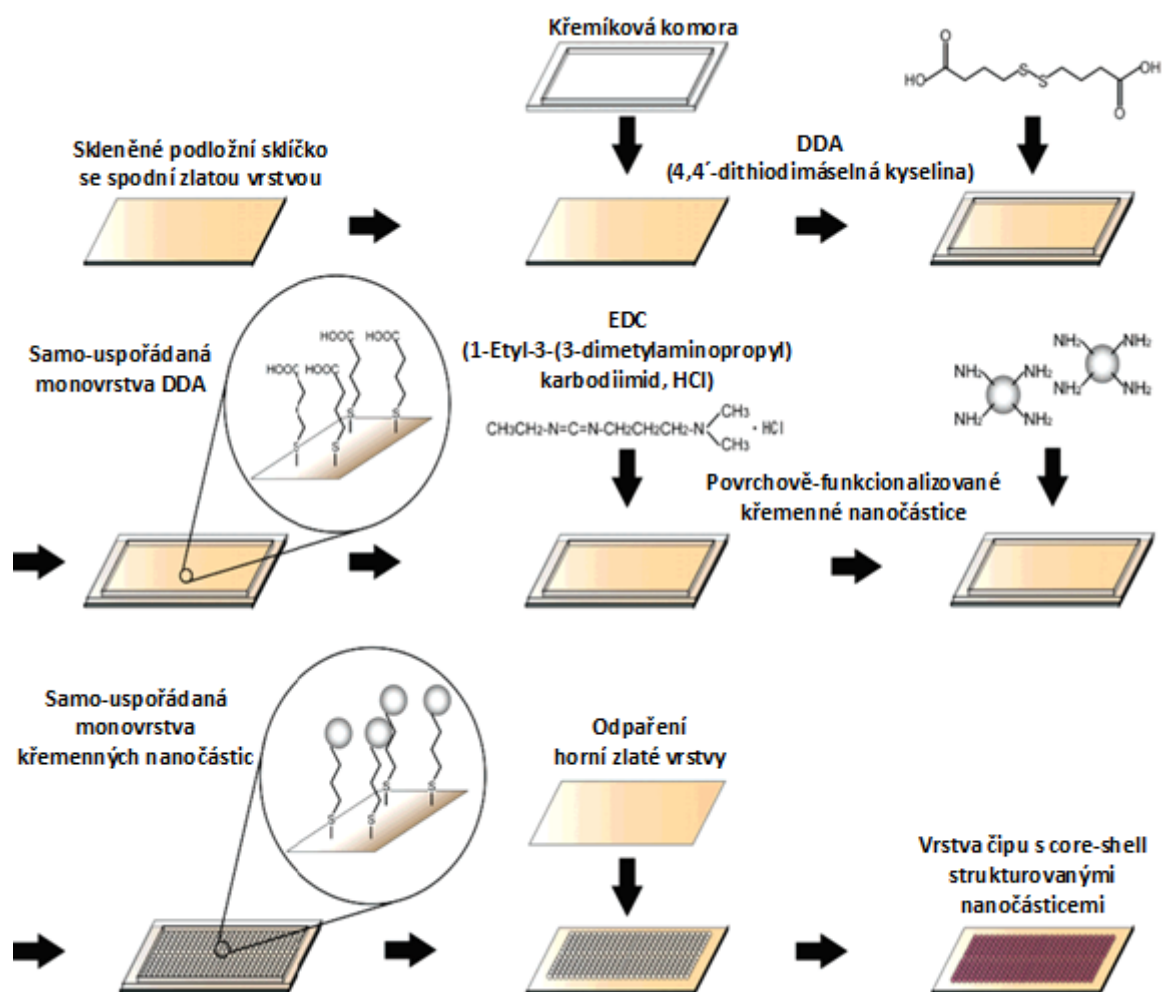 Křemíková komora
O
HO
S
S
O
OH
Skleněné podložní sklíčko
se spodní zlatou vrstvou
DDA
(4,4´-dithiodimáselná kyselina)
Samo-uspořádaná
monovrstva DDA
HOOC
HOOC
HOOC
HOOC
S
S
S
S
EDC
(1-Etyl-3-(3-dimetylaminopropyl)
karbodiimid, HCl)
CH3CH2-N=C=N-CH2CH2CH2-N
CH3
CH3
· HCl
NH2
NH2
NH2
NH2
NH2
NH2
NH2
NH2
Povrchově-funkcionalizované
křemenné nanočástice
Samo-uspořádaná
monovrstva
křemenných nanočástic
S
S
S
S
Odpaření
horní zlaté vrstvy
Vrstva čipu s core-shell
strukturovanými
nanočásticemi